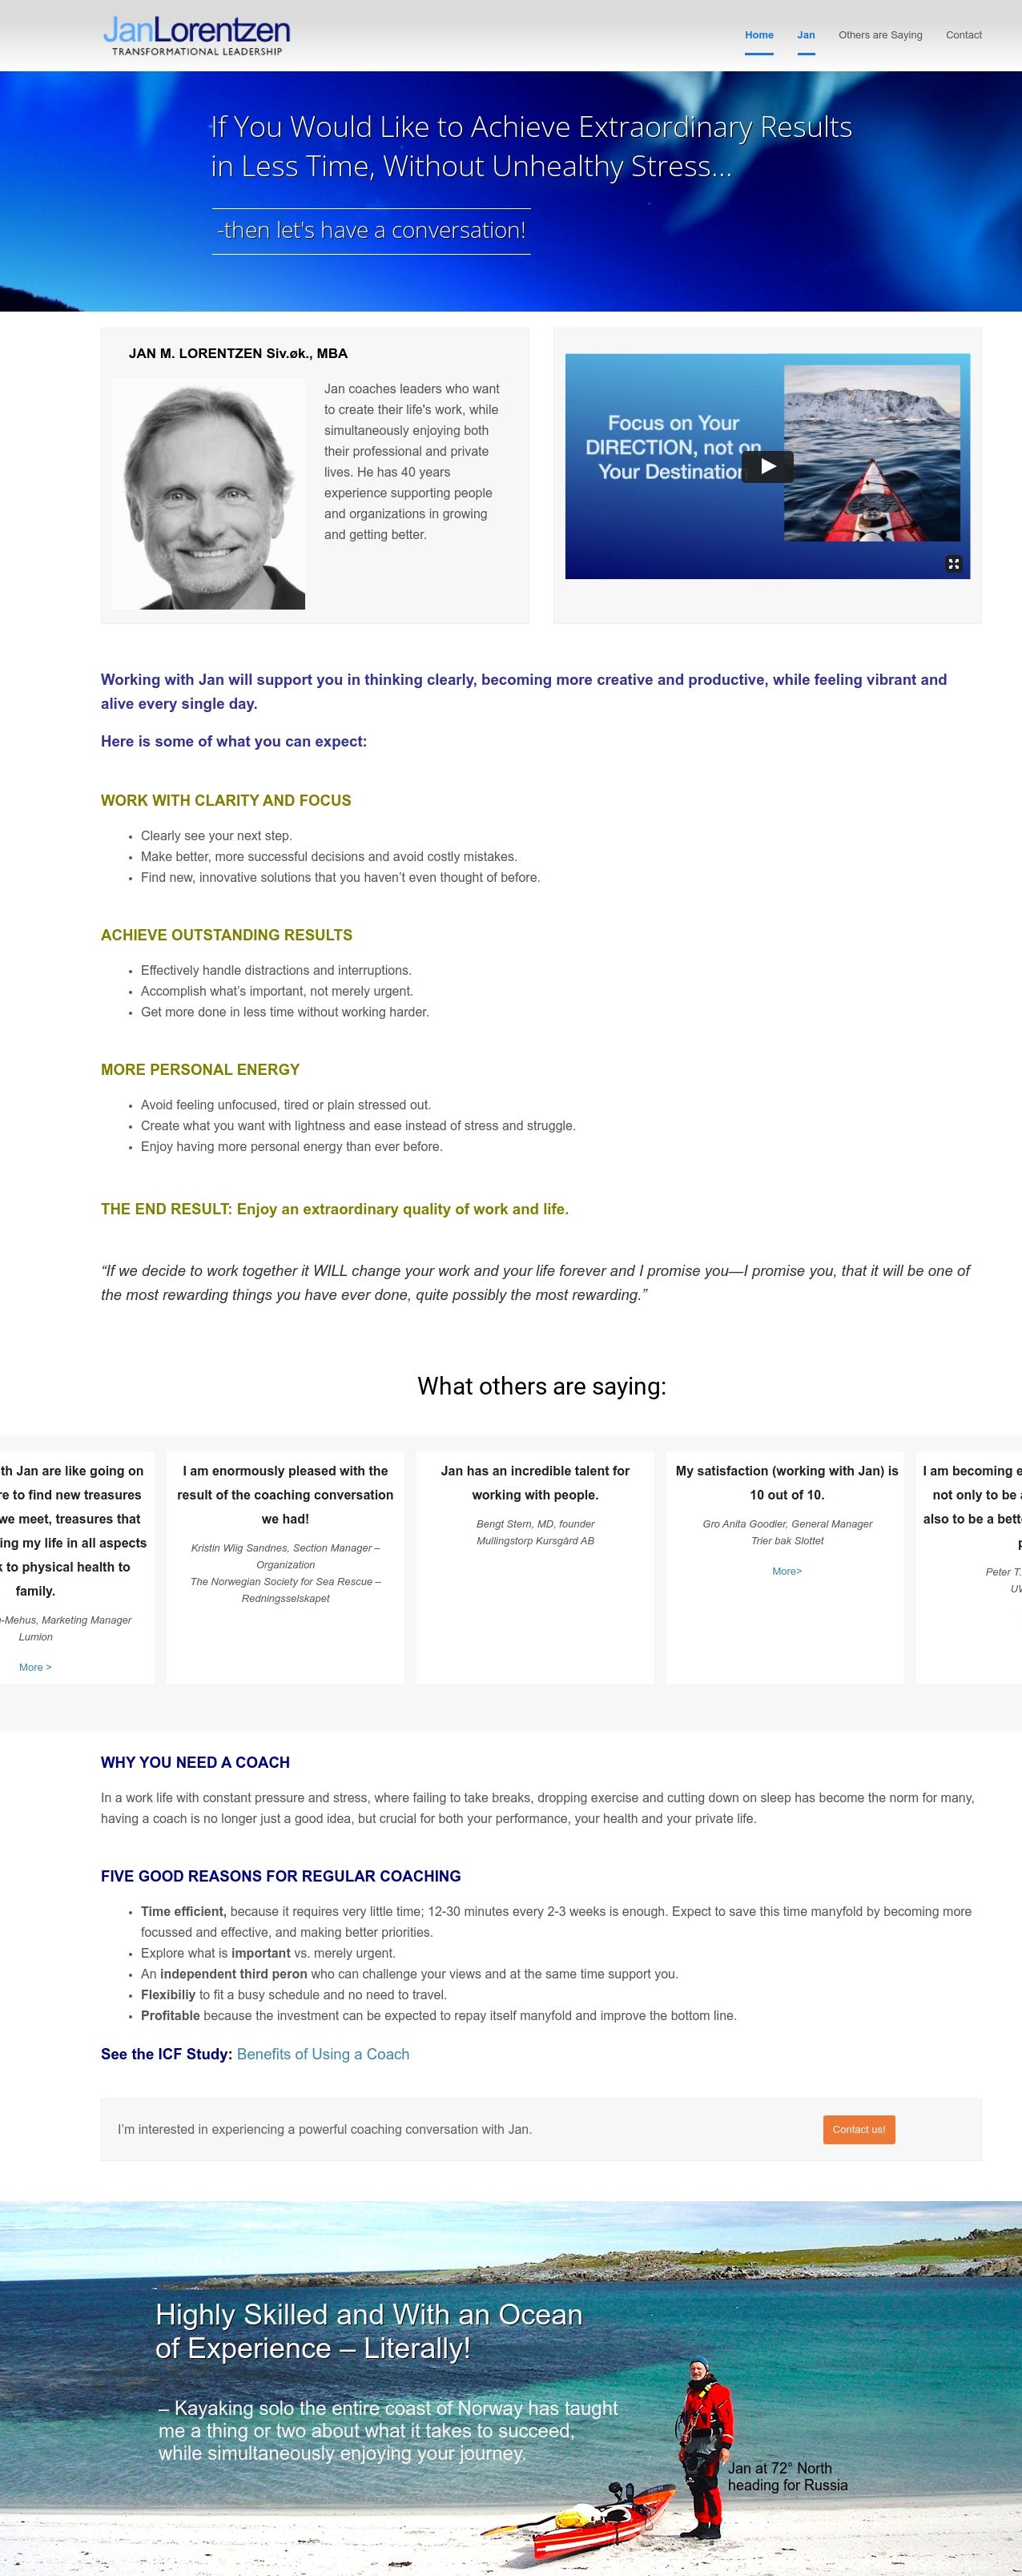 JanLorentzen
TRANSFORMATIONAL LEADERSHIP
Home
Jan
Others are Saying
Contact
If You Would Like to Achieve Extraordinary Results
in Less Time, Without Unhealthy Stress...
-then let's have a conversation!
JAN M. LORENTZEN Siv.øk., MBA
Jan coaches leaders who want
to create their life's work, while
simultaneously enjoying both
their professional and private
lives. He has 40 years
experience supporting people
and organizations in growing
and getting better.
Focus on Your
DIRECTION, not on
Your Destination
Working with Jan will support you in thinking clearly, becoming more creative and productive, while feeling vibrant and
alive every single day.
Here is some of what you can expect:
WORK WITH CLARITY AND FOCUS
• Clearly see your next step.
• Make better, more successful decisions and avoid costly mistakes.
• Find new, innovative solutions that you haven’t even thought of before.
ACHIEVE OUTSTANDING RESULTS
• Effectively handle distractions and interruptions.
• Accomplish what’s important, not merely urgent.
• Get more done in less time without working harder.
MORE PERSONAL ENERGY
• Avoid feeling unfocused, tired or plain stressed out.
• Create what you want with lightness and ease instead of stress and struggle.
• Enjoy having more personal energy than ever before.
THE END RESULT: Enjoy an extraordinary quality of work and life.
“If we decide to work together it WILL change your work and your life forever and I promise you—I promise you, that it will be one of
the most rewarding things you have ever done, quite possibly the most rewarding.”
What others are saying:
Jan are like going on
to find new treasures
we meet, treasures that
my life in all aspects
to physical health to
family.
-Mehus, Marketing Manager
Lumion
More >
I am enormously pleased with the
result of the coaching conversation
we had!
Kristin Wiig Sandnes, Section Manager –
Organization
The Norwegian Society for Sea Rescue –
Redningsselskapet
Jan has an incredible talent for
working with people.
Bengt Stern, MD, founder
Mullingstorp Kursgård AB
My satisfaction (working with Jan) is
10 out of 10.
Gro Anita Goodier, General Manager
Trier bak Slottet
More>
I am becoming
not only to be
also to be a
Peter T.
WHY YOU NEED A COACH
In a work life with constant pressure and stress, where failing to take breaks, dropping exercise and cutting down on sleep has become the norm for many,
having a coach is no longer just a good idea, but crucial for both your performance, your health and your private life.
FIVE GOOD REASONS FOR REGULAR COACHING
• Time efficient, because it requires very little time; 12-30 minutes every 2-3 weeks is enough. Expect to save this time manyfold by becoming more
focussed and effective, and making better priorities.
• Explore what is important vs. merely urgent.
• An independent third peron who can challenge your views and at the same time support you.
• Flexibiliy to fit a busy schedule and no need to travel.
• Profitable because the investment can be expected to repay itself manyfold and improve the bottom line.
See the ICF Study: Benefits of Using a Coach
I’m interested in experiencing a powerful coaching conversation with Jan.
Contact us!
Highly Skilled and With an Ocean
of Experience – Literally!
– Kayaking solo the entire coast of Norway has taught
me a thing or two about what it takes to succeed,
while simultaneously enjoying your journey.
Jan at 72° North
heading for Russia